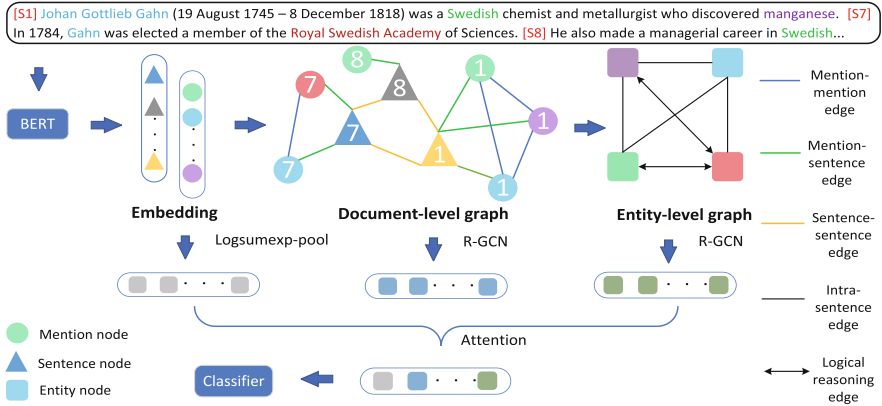 [S1] Johan Gottlieb Gahn (19 August 1745 – 8 December 1818) was a Swedish chemist and metallurgist who discovered manganese. [S7]
In 1784, Gahn was elected a member of the Royal Swedish Academy of Sciences. [S8] He also made a managerial career in Swedish...
BERT
8
7
8
7
7
1
1
1
1
Embedding
Document-level graph
Entity-level graph
Logsumexp-pool
R-GCN
R-GCN
Attention
Classifier
Mention node
Sentence node
Entity node
Mention-
mention
edge
Mention-
sentence
edge
Sentence-
sentence
edge
Intra-
sentence
edge
Logical
reasoning
edge